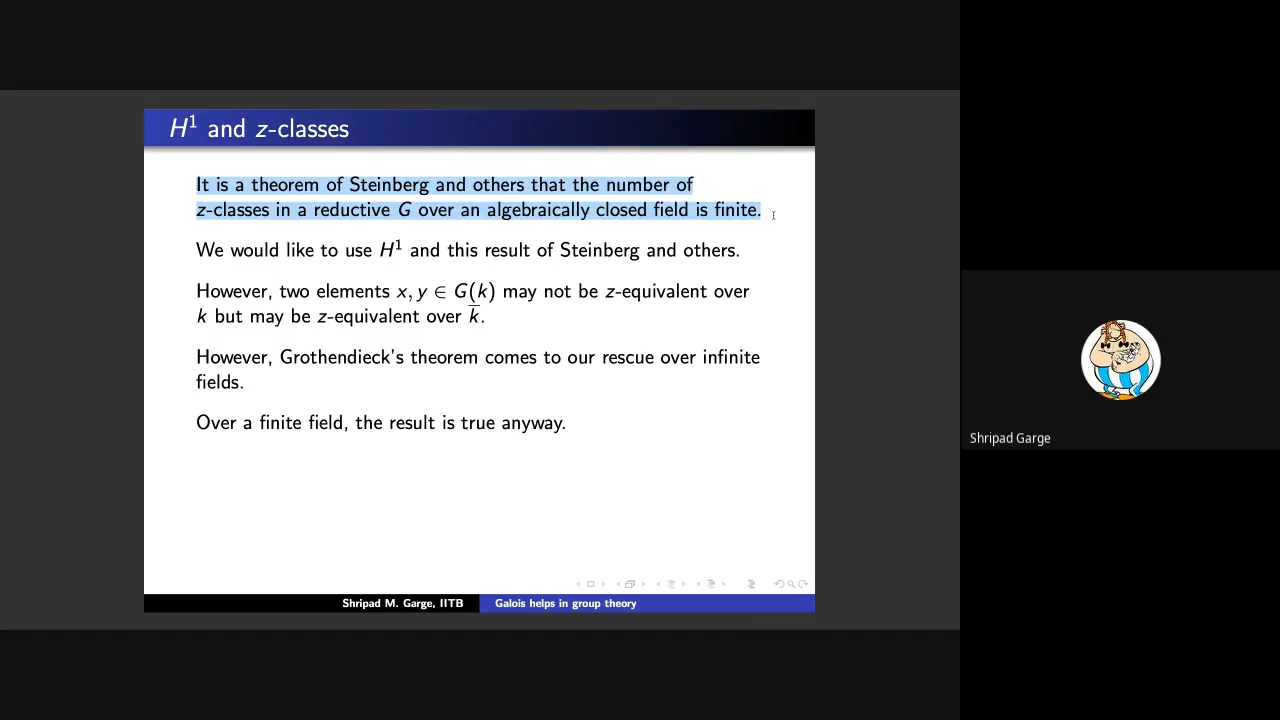 H¹ and z-classes
It is a theorem of Steinberg and others that the number of
z-classes in a reductive G over an algebraically closed field is finite.
We would like to use H¹ and this result of Steinberg and others.
However, two elements x, y ∈ G(k) may not be z-equivalent over
k but may be z-equivalent over k̅.
However, Grothendieck's theorem comes to our rescue over infinite
fields.
Over a finite field, the result is true anyway.
Shripad M. Garge, IITB
Galois helps in group theory
Shripad Garge